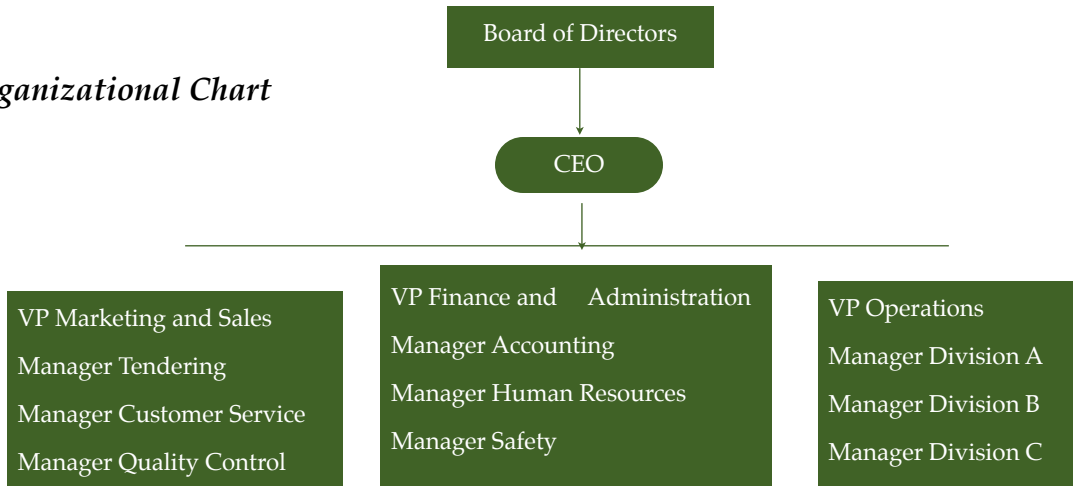 Board of Directors
ganizational Chart
CEO
VP Marketing and Sales
Manager Tendering
Manager Customer Service
Manager Quality Control
VP Finance and Administration
Manager Accounting
Manager Human Resources
Manager Safety
VP Operations
Manager Division A
Manager Division B
Manager Division C